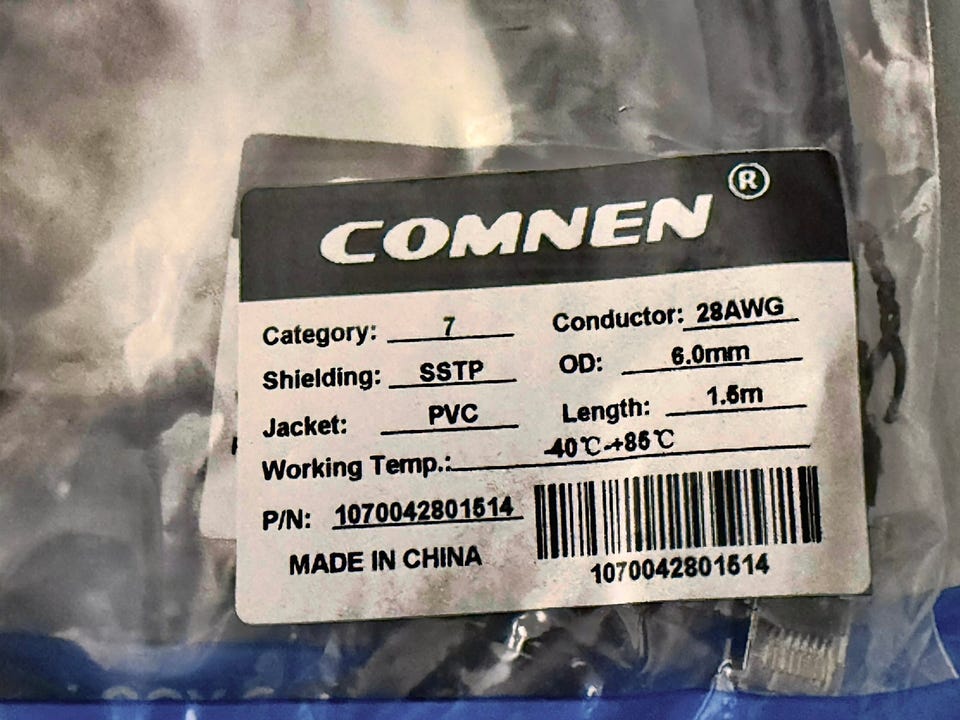 COMNEN®
Category: 7 Conductor: 28AWG
Shielding: SSTP OD: 6.0mm
Jacket: PVC Length: 1.5m
Working Temp.: -40℃-+85℃
P/N: 1070042801514
MADE IN CHINA
1070042801514